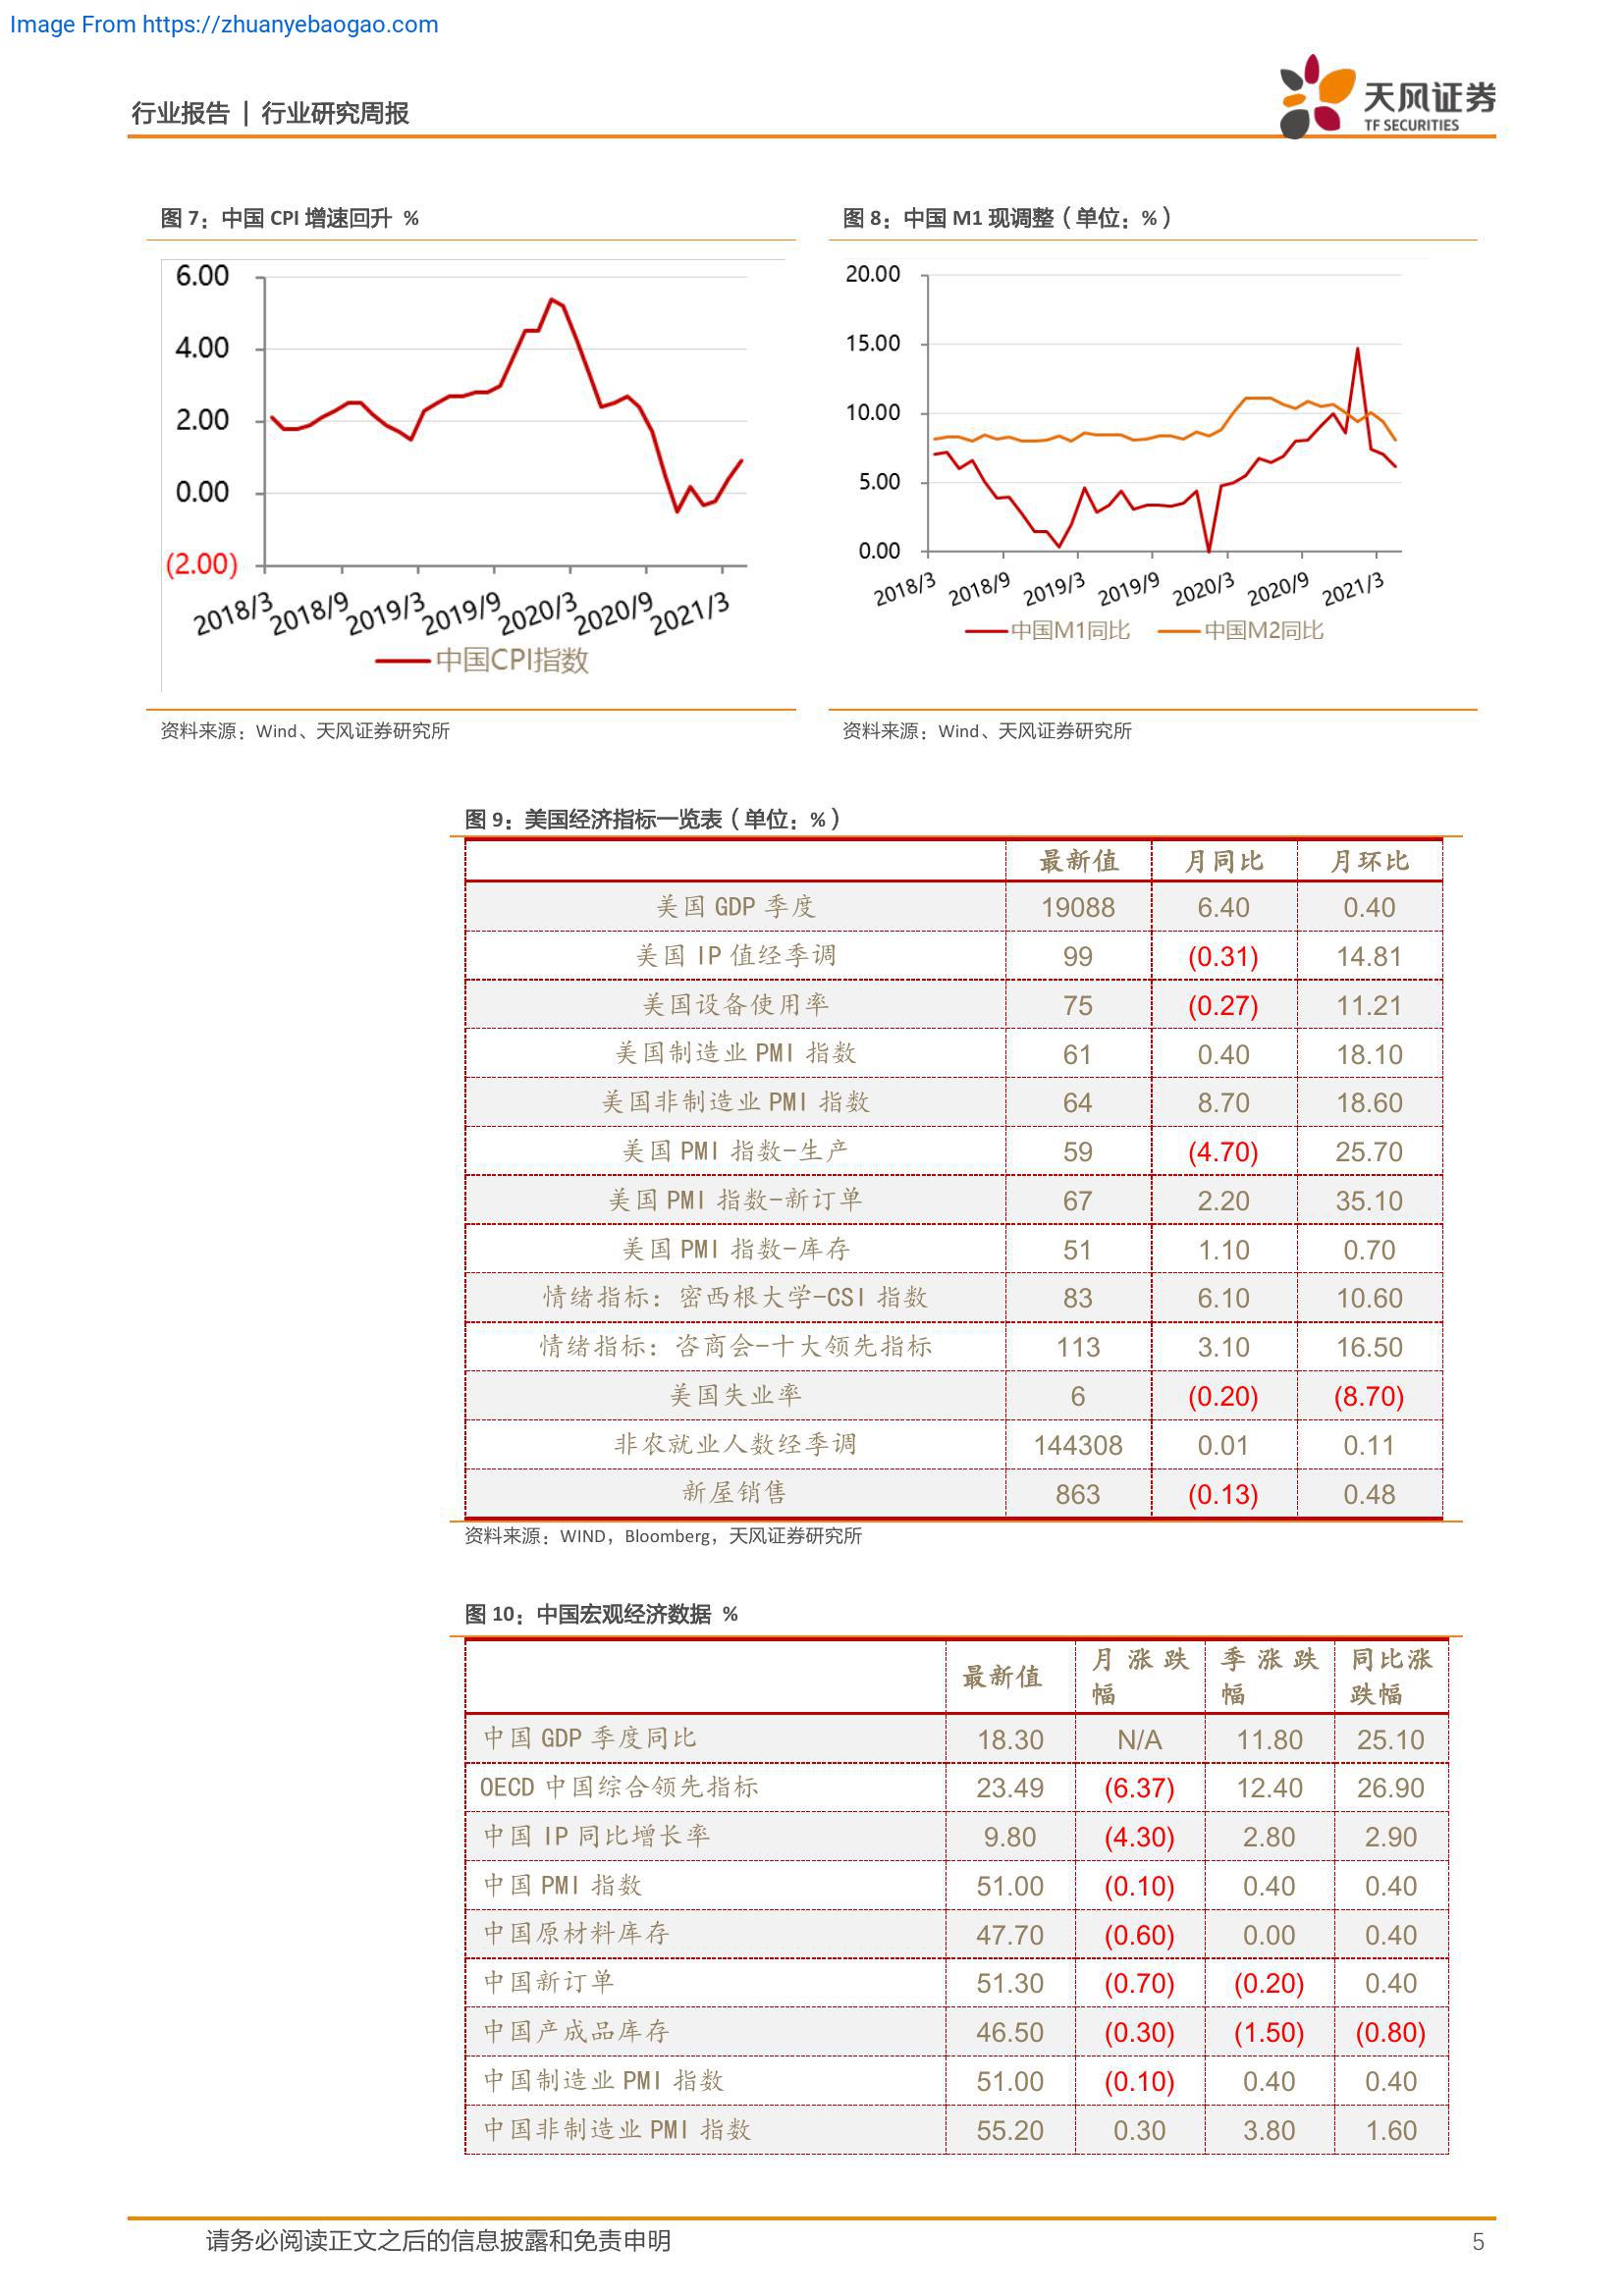 Image From https://zhuanyebaogao.com
行业报告 | 行业研究周报
天风证券
TF SECURITIES
图 7：中国 CPI 增速回升 %
6.00
4.00
2.00
0.00
(2.00)
2018/3 2018/9 2019/3 2019/9 2020/3 2020/9 2021/3
中国CPI指数
资料来源：Wind、天风证券研究所
图 8：中国 M1 现调整（单位：%）
20.00
15.00
10.00
5.00
0.00
2018/3 2018/9 2019/3 2019/9 2020/3 2020/9 2021/3
中国M1同比 中国M2同比
资料来源：Wind、天风证券研究所
图 9：美国经济指标一览表（单位：%）
最新值 月同比 月环比
美国 GDP 季度 19088 6.40 0.40
美国 IP 值经季调 99 (0.31) 14.81
美国设备使用率 75 (0.27) 11.21
美国制造业 PMI 指数 61 0.40 18.10
美国非制造业 PMI 指数 64 8.70 18.60
美国 PMI 指数-生产 59 (4.70) 25.70
美国 PMI 指数-新订单 67 2.20 35.10
美国 PMI 指数-库存 51 1.10 0.70
情绪指标：密西根大学-CSI 指数 83 6.10 10.60
情绪指标：咨商会-十大领先指标 113 3.10 16.50
美国失业率 6 (0.20) (8.70)
非农就业人数经季调 144308 0.01 0.11
新屋销售 863 (0.13) 0.48
资料来源：WIND，Bloomberg，天风证券研究所
图 10：中国宏观经济数据 %
最新值 月涨跌幅 季涨跌幅 同比涨跌幅
中国 GDP 季度同比 18.30 N/A 11.80 25.10
OECD 中国综合领先指标 23.49 (6.37) 12.40 26.90
中国 IP 同比增长率 9.80 (4.30) 2.80 2.90
中国 PMI 指数 51.00 (0.10) 0.40 0.40
中国原材料库存 47.70 (0.60) 0.00 0.40
中国新订单 51.30 (0.70) (0.20) 0.40
中国产成品库存 46.50 (0.30) (1.50) (0.80)
中国制造业 PMI 指数 51.00 (0.10) 0.40 0.40
中国非制造业 PMI 指数 55.20 0.30 3.80 1.60
请务必阅读正文之后的信息披露和免责申明 5